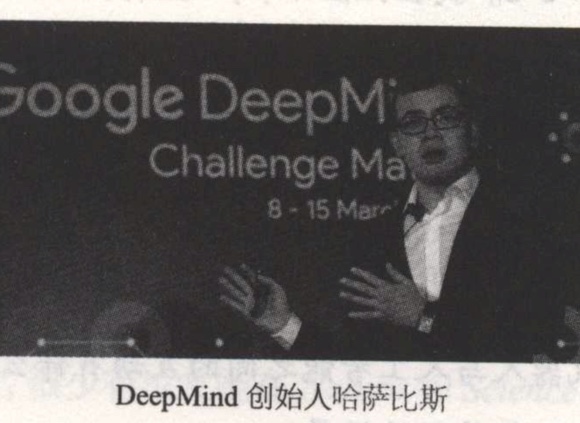 Google DeepMi
Challenge Ma
8 - 15 Marc
DeepMind 创始人哈萨比斯